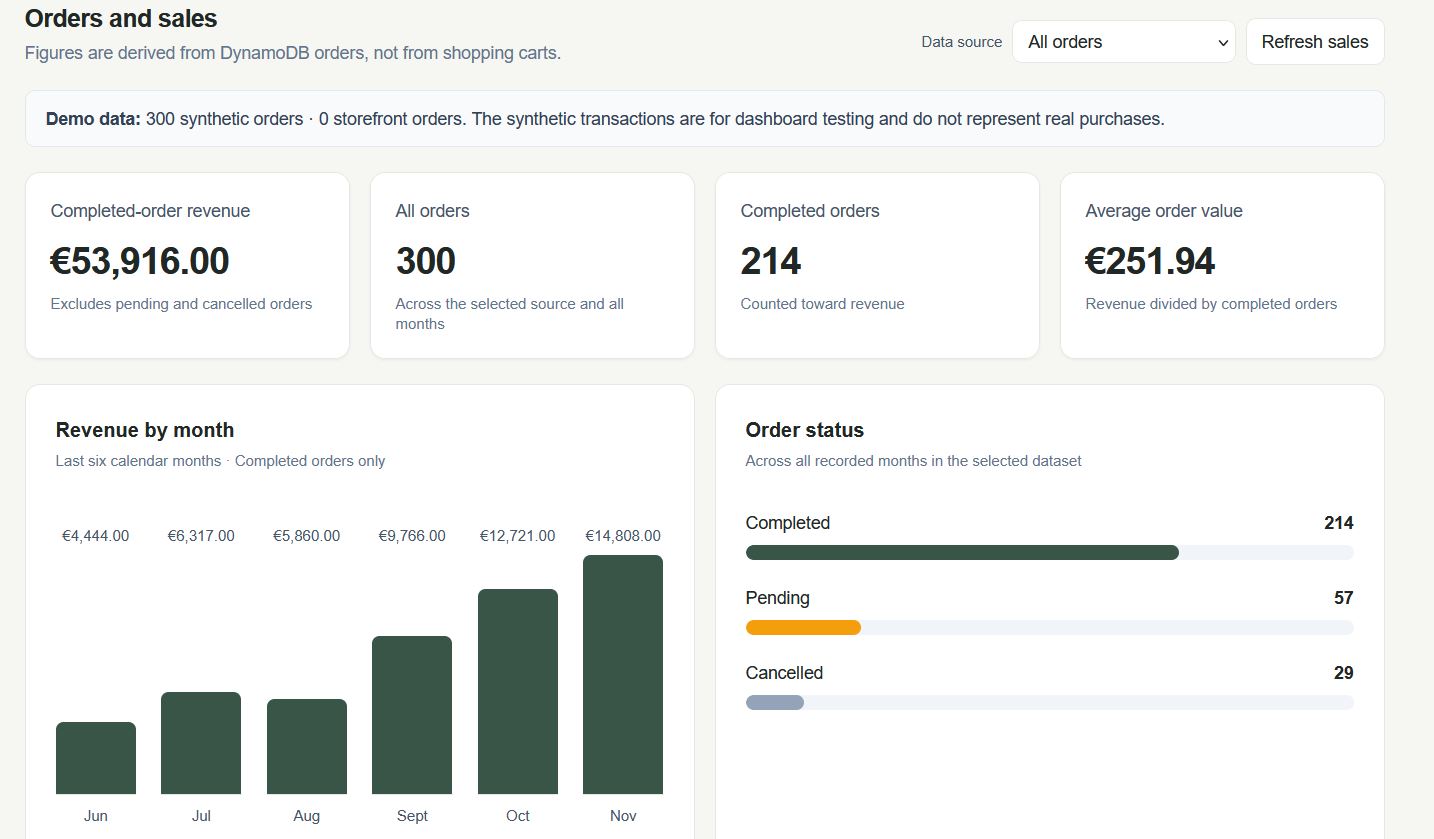 Orders and sales
Figures are derived from DynamoDB orders, not from shopping carts.
Data source
All orders
Refresh sales
Demo data: 300 synthetic orders · 0 storefront orders. The synthetic transactions are for dashboard testing and do not represent real purchases.
Completed-order revenue
€53,916.00
Excludes pending and cancelled orders
All orders
300
Across the selected source and all
months
Completed orders
214
Counted toward revenue
Average order value
€251.94
Revenue divided by completed orders
Revenue by month
Last six calendar months · Completed orders only
€4,444.00 €6,317.00 €5,860.00 €9,766.00 €12,721.00 €14,808.00
Jun Jul Aug Sept Oct Nov
Order status
Across all recorded months in the selected dataset
Completed 214
Pending 57
Cancelled 29